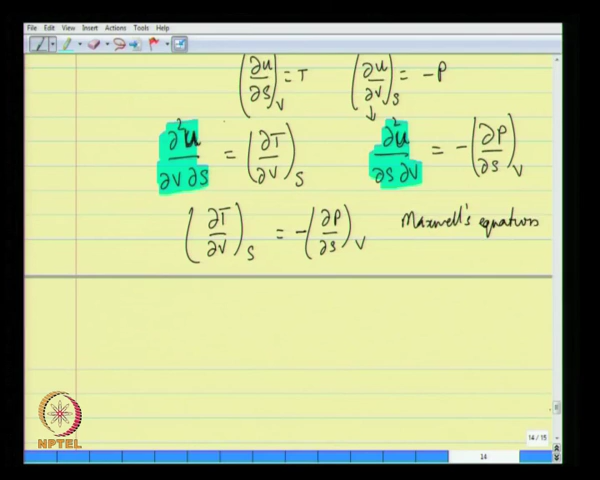 File Edit View Insert Actions Tools Help
(∂u/∂S)_V = T (∂u/∂V)_S = -P
∂²u/∂V∂S = (∂T/∂V)_S ∂²u/∂S∂V = -(∂P/∂S)_V
(∂T/∂V)_S = -(∂P/∂S)_V Maxwell's equations
NPTEL
14/15
14